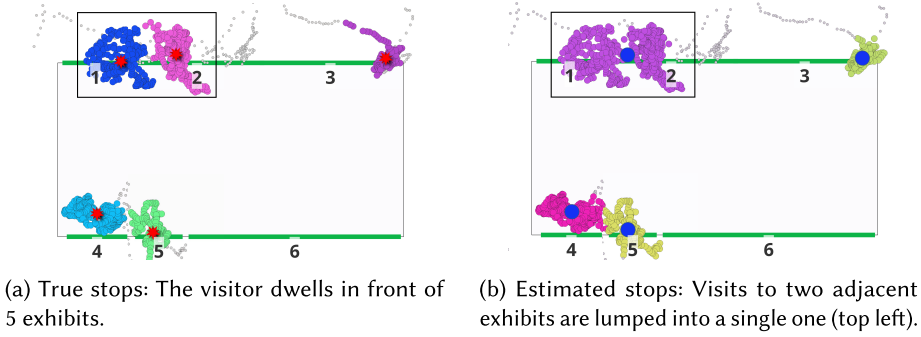 1 2 3
4 5 6
1 2 3
4 5 6
(a) True stops: The visitor dwells in front of
5 exhibits.
(b) Estimated stops: Visits to two adjacent
exhibits are lumped into a single one (top left).